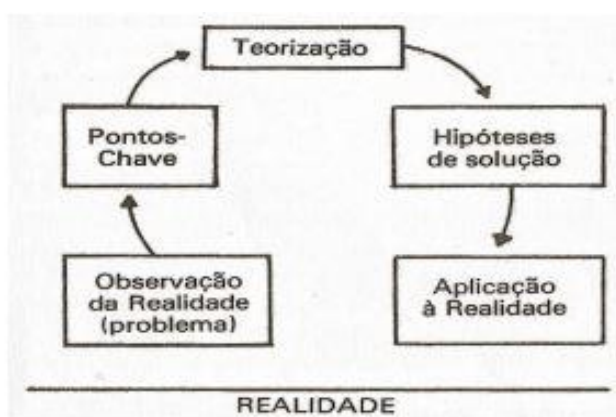 Teorização
Pontos-
Chave
Hipóteses
de solução
Observação
da Realidade
(problema)
Aplicação
à Realidade
REALIDADE